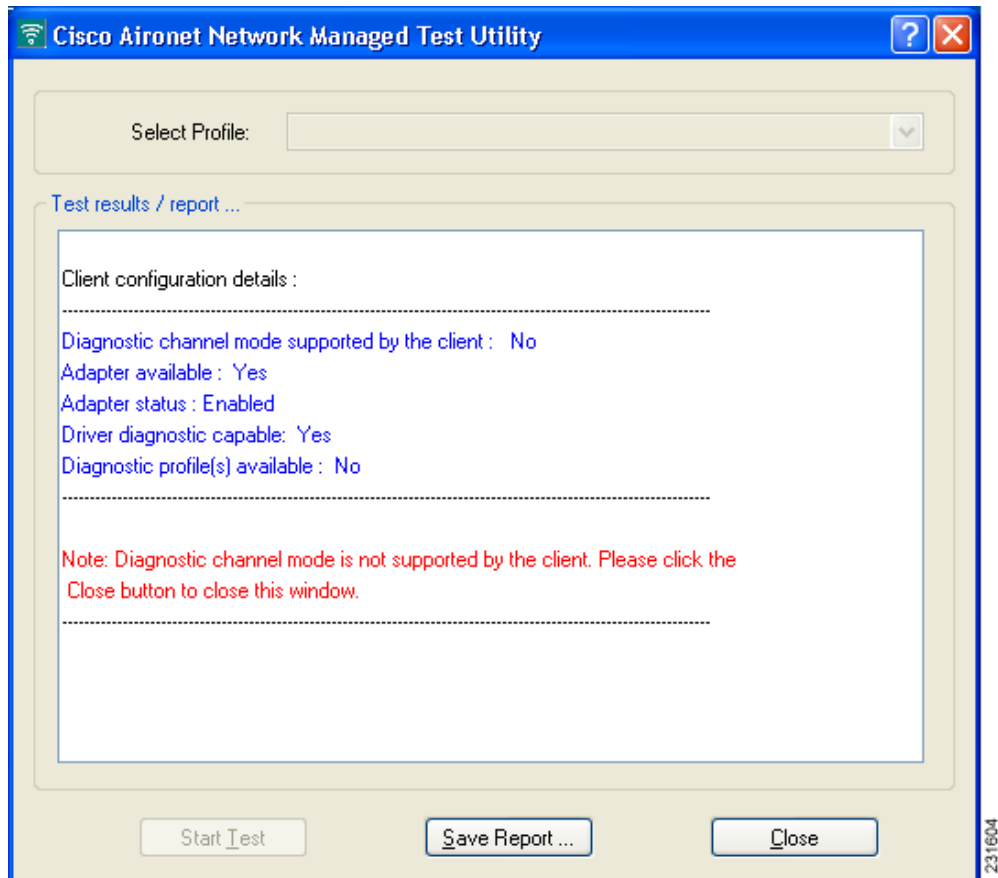 Cisco Aironet Network Managed Test Utility
Select Profile:
Test results / report ...
Client configuration details :
--------------------------------------------------------------------------------
Diagnostic channel mode supported by the client :   No
Adapter available :  Yes
Adapter status : Enabled
Driver diagnostic capable:  Yes
Diagnostic profile(s) available :  No
--------------------------------------------------------------------------------
Note: Diagnostic channel mode is not supported by the client. Please click the
Close button to close this window.
--------------------------------------------------------------------------------
Start Test
Save Report ...
Close
231604